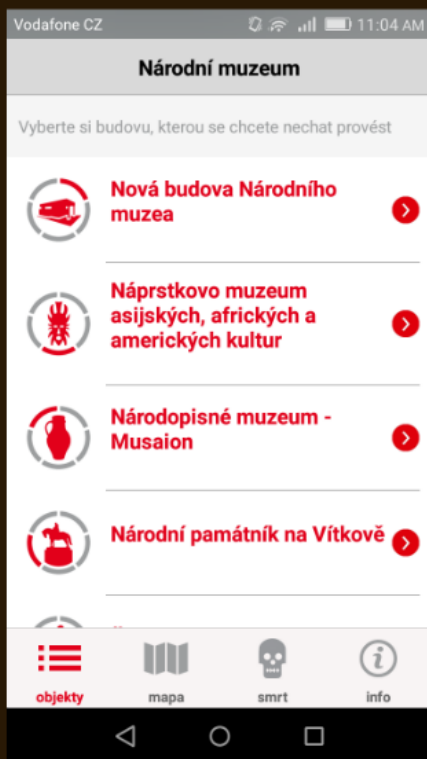 Vodafone CZ 11:04 AM
Národní muzeum
Vyberte si budovu, kterou se chcete nechat provést
Nová budova Národního
muzea
Náprstkovo muzeum
asijských, afrických a
amerických kultur
Národopisné muzeum -
Musaion
Národní památník na Vítkově
objekty mapa smrt info